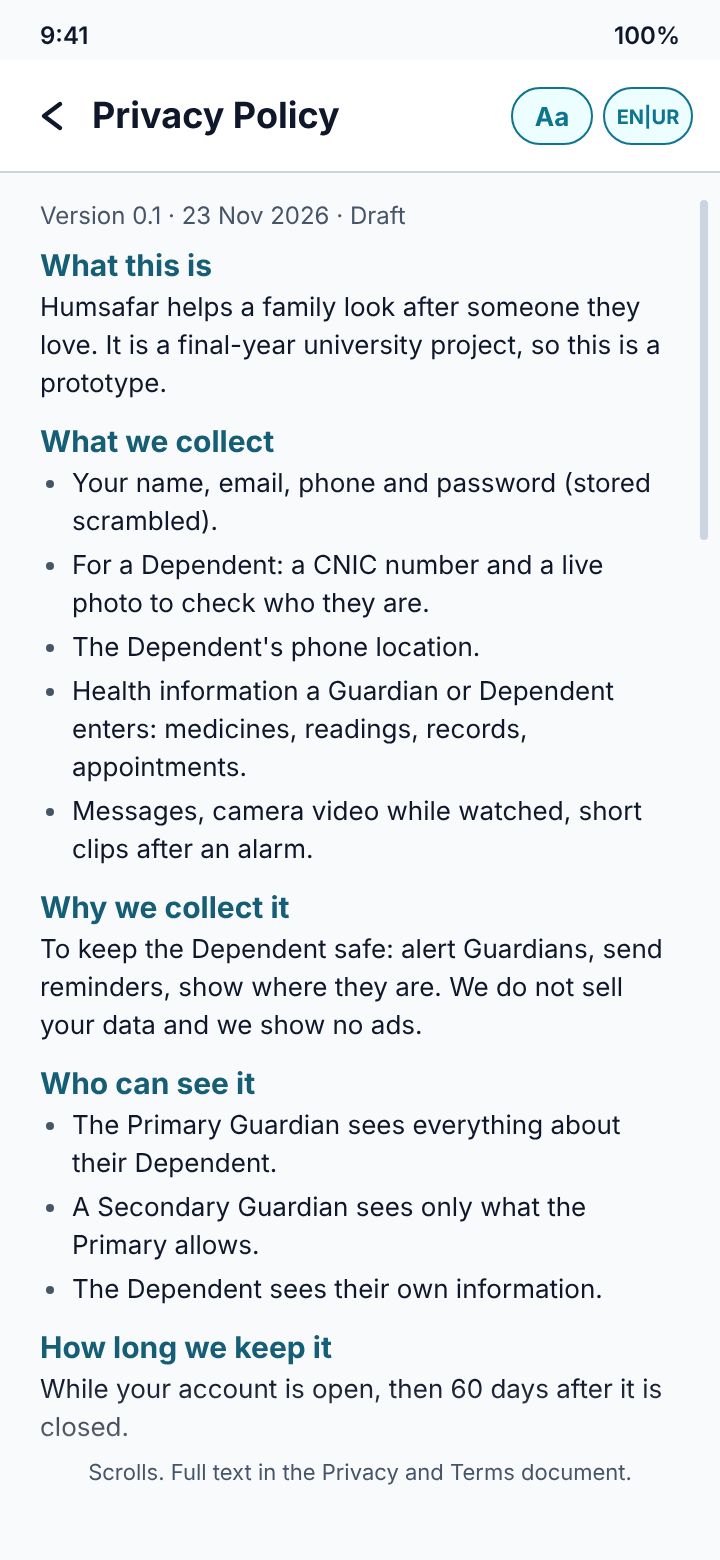 9:41 100%
Privacy Policy Aa EN|UR
Version 0.1 · 23 Nov 2026 · Draft
What this is
Humsafar helps a family look after someone they
love. It is a final-year university project, so this is a
prototype.
What we collect
• Your name, email, phone and password (stored
scrambled).
• For a Dependent: a CNIC number and a live
photo to check who they are.
• The Dependent's phone location.
• Health information a Guardian or Dependent
enters: medicines, readings, records,
appointments.
• Messages, camera video while watched, short
clips after an alarm.
Why we collect it
To keep the Dependent safe: alert Guardians, send
reminders, show where they are. We do not sell
your data and we show no ads.
Who can see it
• The Primary Guardian sees everything about
their Dependent.
• A Secondary Guardian sees only what the
Primary allows.
• The Dependent sees their own information.
How long we keep it
While your account is open, then 60 days after it is
closed.
Scrolls. Full text in the Privacy and Terms document.